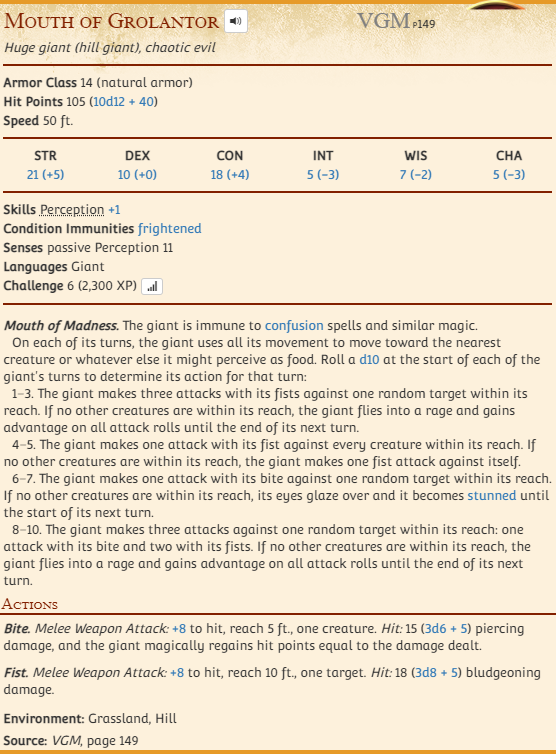 Mouth of Grolantor VGM p149
Huge giant (hill giant), chaotic evil
Armor Class 14 (natural armor)
Hit Points 105 (10d12 + 40)
Speed 50 ft.
STR DEX CON INT WIS CHA
21 (+5) 10 (+0) 18 (+4) 5 (−3) 7 (−2) 5 (−3)
Skills Perception +1
Condition Immunities frightened
Senses passive Perception 11
Languages Giant
Challenge 6 (2,300 XP)
Mouth of Madness. The giant is immune to confusion spells and similar magic.
On each of its turns, the giant uses all its movement to move toward the nearest
creature or whatever else it might perceive as food. Roll a d10 at the start of each of the
giant's turns to determine its action for that turn:
1–3. The giant makes three attacks with its fists against one random target within its
reach. If no other creatures are within its reach, the giant flies into a rage and gains
advantage on all attack rolls until the end of its next turn.
4–5. The giant makes one attack with its fist against every creature within its reach. If
no other creatures are within its reach, the giant makes one fist attack against itself.
6–7. The giant makes one attack with its bite against one random target within its reach.
If no other creatures are within its reach, its eyes glaze over and it becomes stunned until
the start of its next turn.
8–10. The giant makes three attacks against one random target within its reach: one
attack with its bite and two with its fists. If no other creatures are within its reach, the
giant flies into a rage and gains advantage on all attack rolls until the end of its next
turn.
Actions
Bite. Melee Weapon Attack: +8 to hit, reach 5 ft., one creature. Hit: 15 (3d6 + 5) piercing
damage, and the giant magically regains hit points equal to the damage dealt.
Fist. Melee Weapon Attack: +8 to hit, reach 10 ft., one target. Hit: 18 (3d8 + 5) bludgeoning
damage.
Environment: Grassland, Hill
Source: VGM, page 149